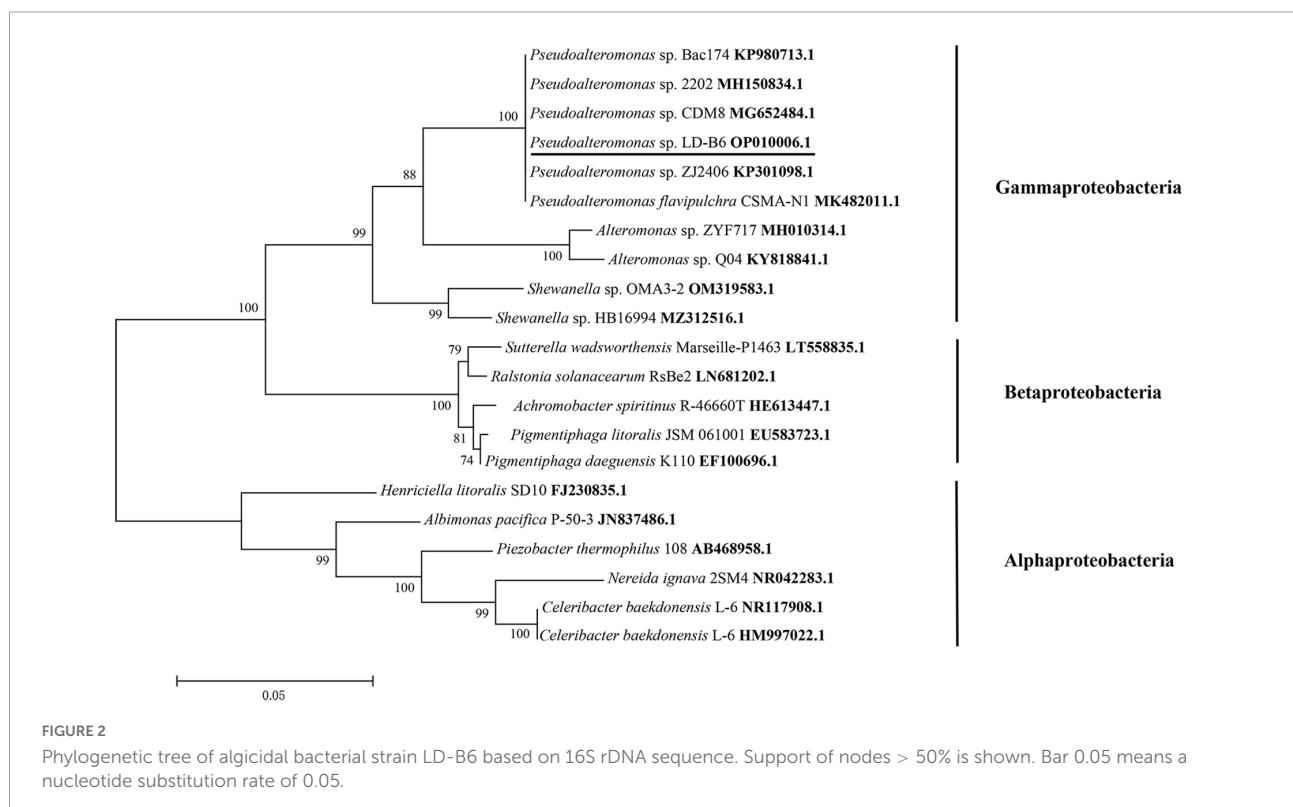 Pseudoalteromonas sp. Bac174 KP980713.1
Pseudoalteromonas sp. 2202 MH150834.1
Pseudoalteromonas sp. CDM8 MG652484.1
100
Pseudoalteromonas sp. LD-B6 OP010006.1
Pseudoalteromonas sp. ZJ2406 KP301098.1
88
Gammaproteobacteria
Pseudoalteromonas flavipulchra CSMA-N1 MK482011.1
99
Alteromonas sp. ZYF717 MH010314.1
100
Alteromonas sp. Q04 KY818841.1
Shewanella sp. OMA3-2 OM319583.1
100
99
Shewanella sp. HB16994 MZ312516.1
79
Sutterella wadsworthensis Marseille-P1463 LT558835.1
Ralstonia solanacearum RsBe2 LN681202.1
Betaproteobacteria
100
Achromobacter spiritinus R-46660T HE613447.1
81
Pigmentiphaga litoralis JSM 061001 EU583723.1
74
Pigmentiphaga daeguensis K110 EF100696.1
Henriciella litoralis SD10 FJ230835.1
Albimonas pacifica P-50-3 JN837486.1
99
Piezobacter thermophilus 108 AB468958.1
Alphaproteobacteria
100
Nereida ignava 2SM4 NR042283.1
99
Celeribacter baekdonensis L-6 NR117908.1
100
Celeribacter baekdonensis L-6 HM997022.1
0.05
FIGURE 2
Phylogenetic tree of algicidal bacterial strain LD-B6 based on 16S rDNA sequence. Support of nodes > 50% is shown. Bar 0.05 means a
nucleotide substitution rate of 0.05.